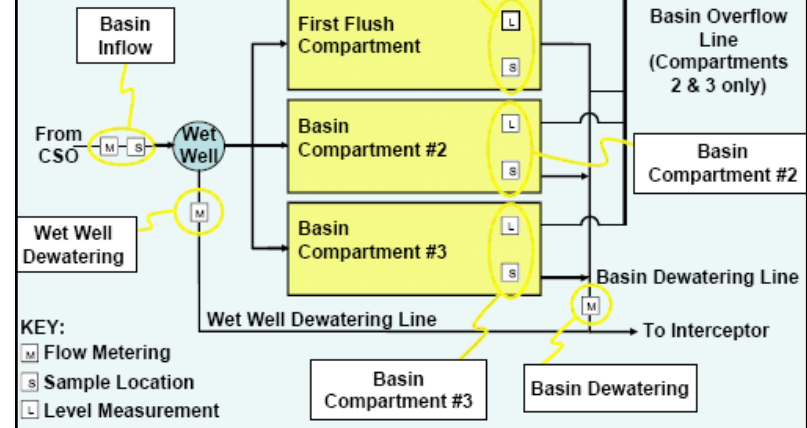 Basin
Inflow
First Flush
Compartment
L
S
Basin Overflow
Line
(Compartments
2 & 3 only)
From
CSO
M
S
Wet
Well
Basin
Compartment #2
L
S
Basin
Compartment #2
M
Wet Well
Dewatering
Basin
Compartment #3
L
S
Basin Dewatering Line
M
Wet Well Dewatering Line
To Interceptor
KEY:
M Flow Metering
S Sample Location
L Level Measurement
Basin
Compartment #3
Basin Dewatering